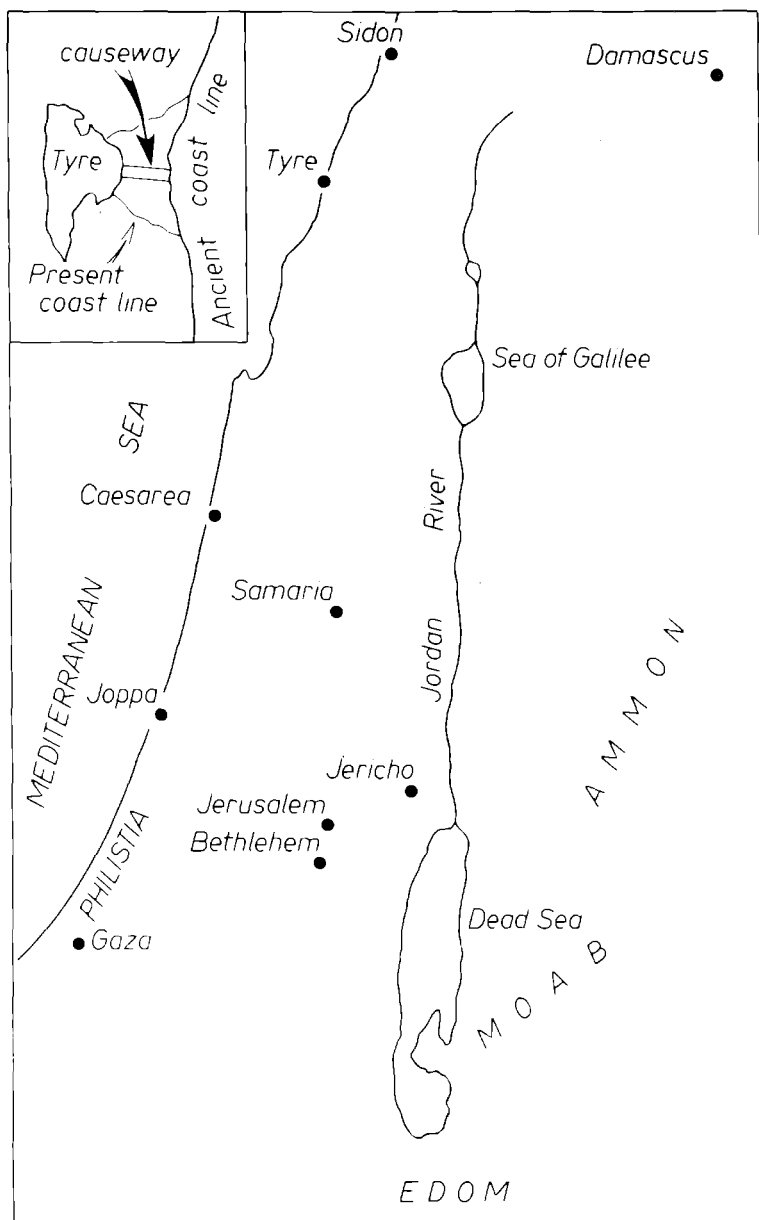 causeway
Tyre
Present
coast line
Ancient coast line
Sidon
Damascus
Tyre
Sea of Galilee
MEDITERRANEAN SEA
Caesarea
Samaria
Jordan River
Joppa
AMMON
Jericho
Jerusalem
Bethlehem
PHILISTIA
Gaza
Dead Sea
MOAB
EDOM